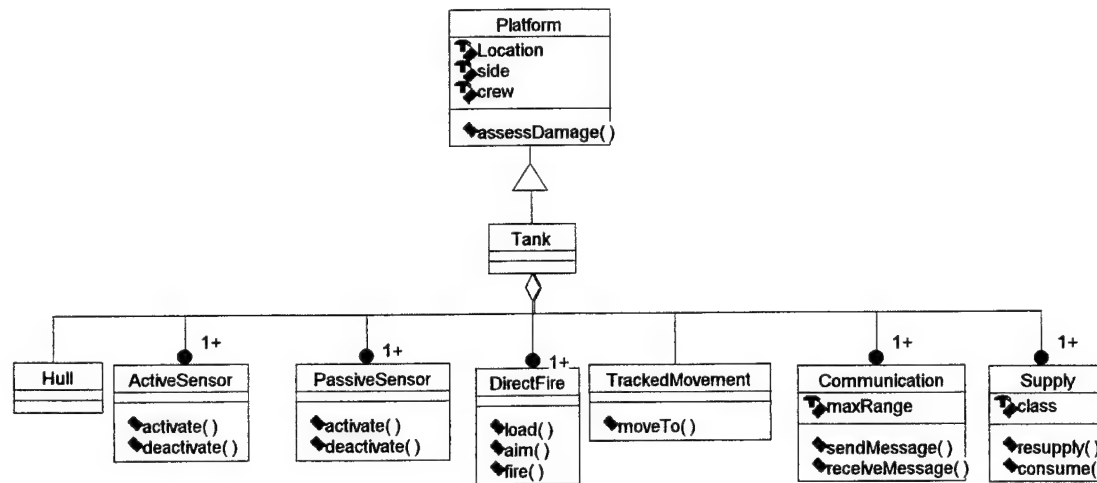 Platform
Location
side
crew
assessDamage( )
Tank
1+
1+
1+
1+
1+
Hull
ActiveSensor
activate( )
deactivate( )
PassiveSensor
activate( )
deactivate( )
DirectFire
load( )
aim( )
fire( )
TrackedMovement
moveTo( )
Communication
maxRange
sendMessage( )
receiveMessage( )
Supply
class
resupply( )
consume( )